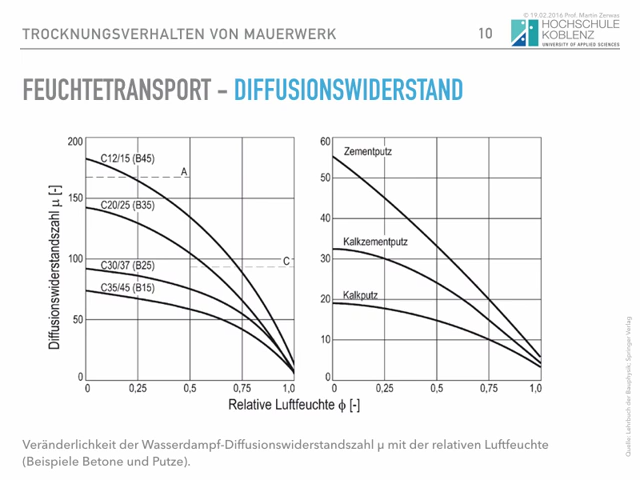 © 19.02.2016 Prof. Martin Zerwas
TROCKNUNGSVERHALTEN VON MAUERWERK
10
HOCHSCHULE
KOBLENZ
UNIVERSITY OF APPLIED SCIENCES
FEUCHTETRANSPORT – DIFFUSIONSWIDERSTAND
Diffusionswiderstandszahl μ [-]
200
150
100
50
0
C12/15 (B45)
A
C20/25 (B35)
C
C30/37 (B25)
C35/45 (B15)
0
0,25
0,5
0,75
1,0
60
50
40
30
20
10
0
Zementputz
Kalkzementputz
Kalkputz
0
0,25
0,5
0,75
1,0
Relative Luftfeuchte ϕ [-]
Veränderlichkeit der Wasserdampf-Diffusionswiderstandszahl μ mit der relativen Luftfeuchte
(Beispiele Betone und Putze).
Quelle: Lehrbuch der Bauphysik; Springer Verlag